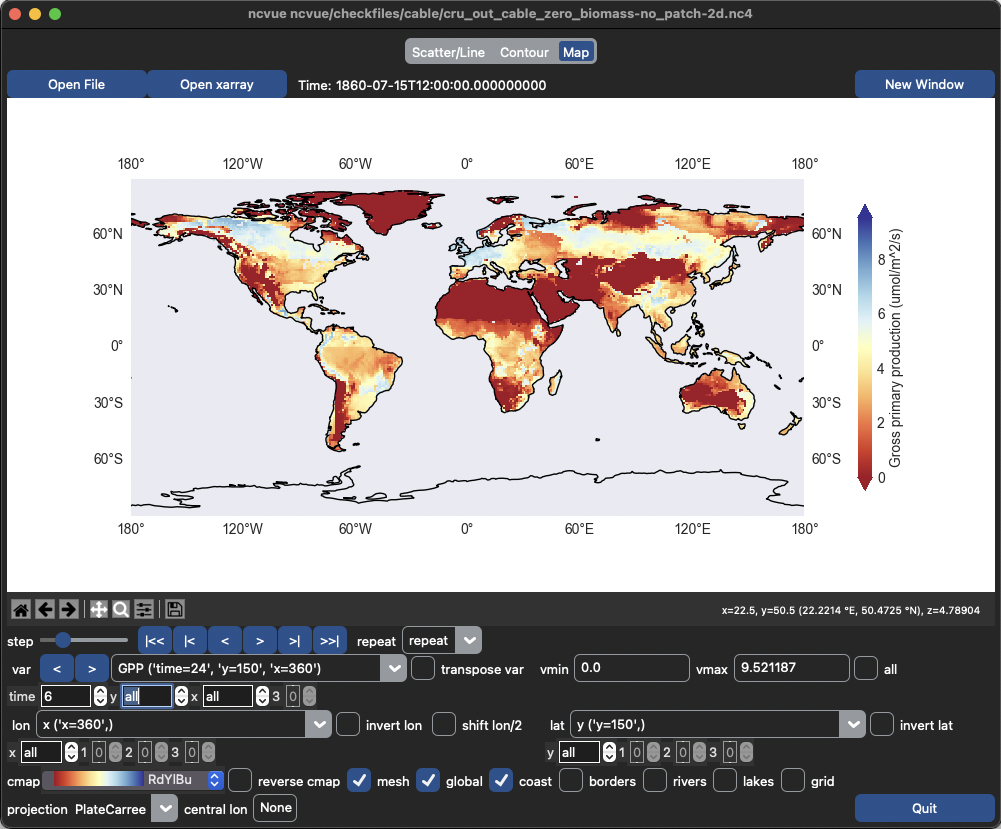 ncvue ncvue/checkfiles/cable/cru_out_cable_zero_biomass-no_patch-2d.nc4
Scatter/Line Contour Map
Open File Open xarray Time: 1860-07-15T12:00:00.000000000 New Window
180° 120°W 60°W 0° 60°E 120°E 180°
60°N 60°N
30°N 30°N
0° 0°
30°S 30°S
60°S 60°S
180° 120°W 60°W 0° 60°E 120°E 180°
8
6
4
2
0
Gross primary production (umol/m^2/s)
x=22.5, y=50.5 (22.2214 °E, 50.4725 °N), z=4.78904
step |<< |< < > >| >>| repeat repeat
var < > GPP ('time=24', 'y=150', 'x=360') transpose var vmin 0.0 vmax 9.521187 all
time 6 y all x all 3 0
lon x ('x=360',) invert lon shift lon/2 lat y ('y=150',) invert lat
x all 1 0 2 0 3 0 y all 1 0 2 0 3 0
cmap RdYlBu reverse cmap mesh global coast borders rivers lakes grid
projection PlateCarree central lon None Quit